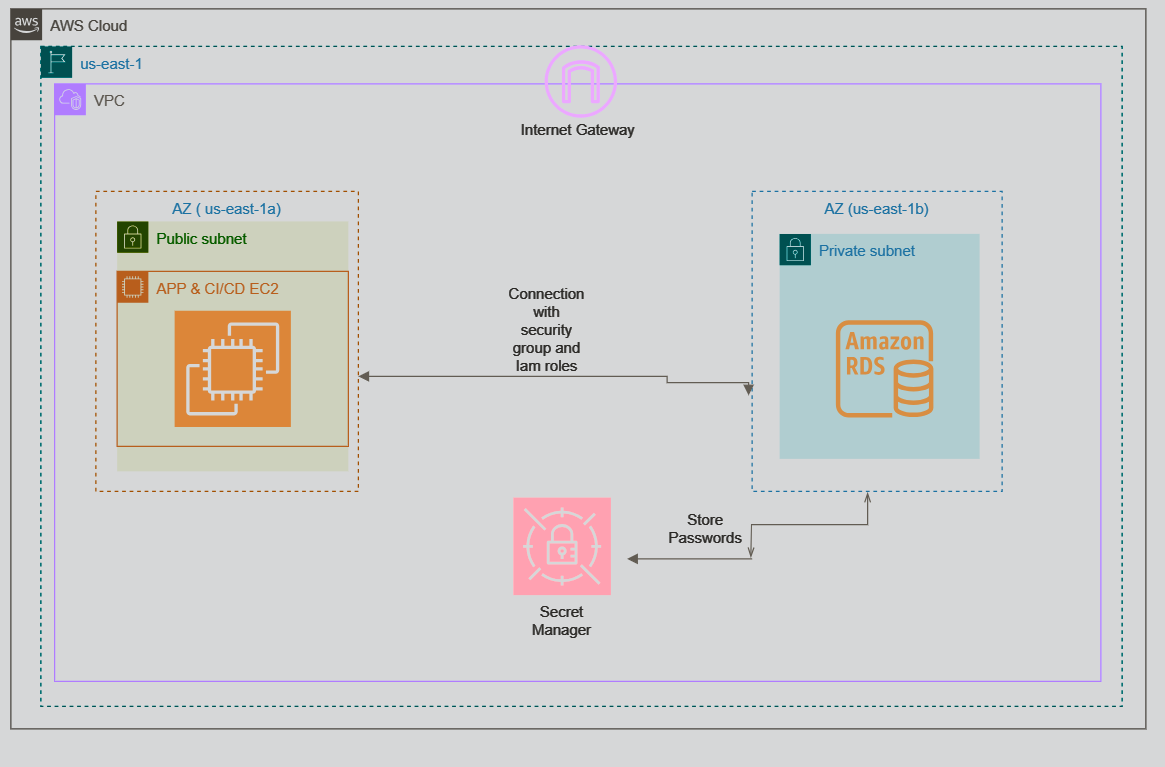 aws
AWS Cloud
us-east-1
VPC
Internet Gateway
AZ ( us-east-1a)
Public subnet
APP & CI/CD EC2
Connection
with
security
group and
Iam roles
AZ (us-east-1b)
Private subnet
Amazon
RDS
Store
Passwords
Secret
Manager